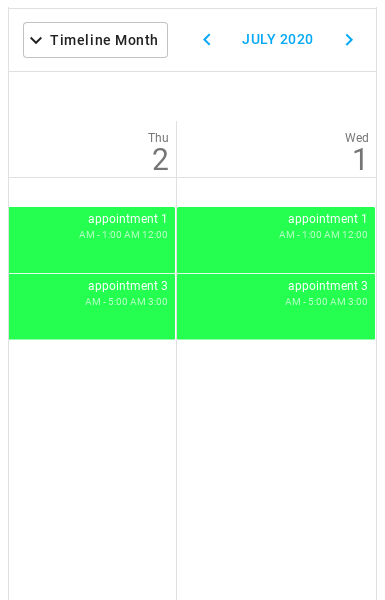 Timeline Month
JULY 2020
Wed
1
Thu
2
appointment 1
AM - 1:00 AM 12:00
appointment 3
AM - 5:00 AM 3:00
appointment 1
AM - 1:00 AM 12:00
appointment 3
AM - 5:00 AM 3:00